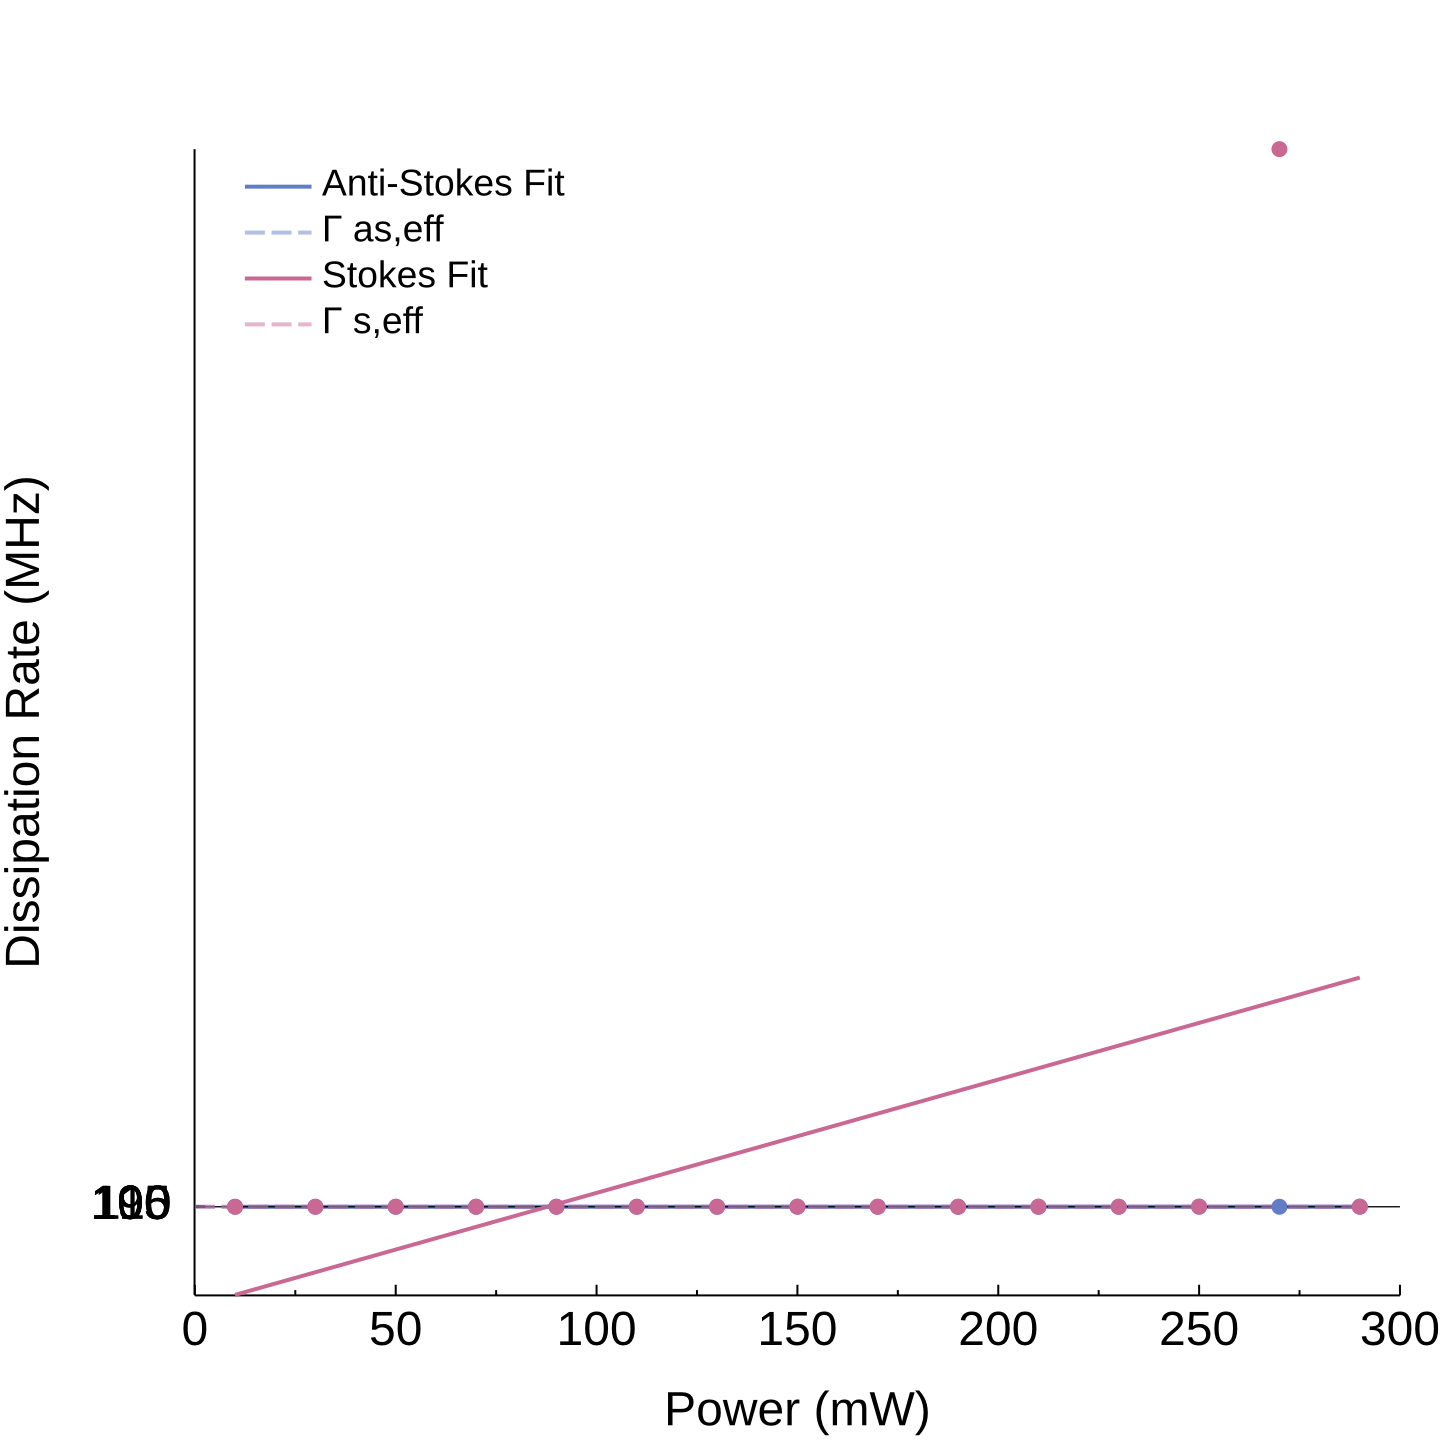 Anti-Stokes Fit
Γ as,eff
Stokes Fit
Γ s,eff
Dissipation Rate (MHz)
0 50 100 150 200 250 300
Power (mW)